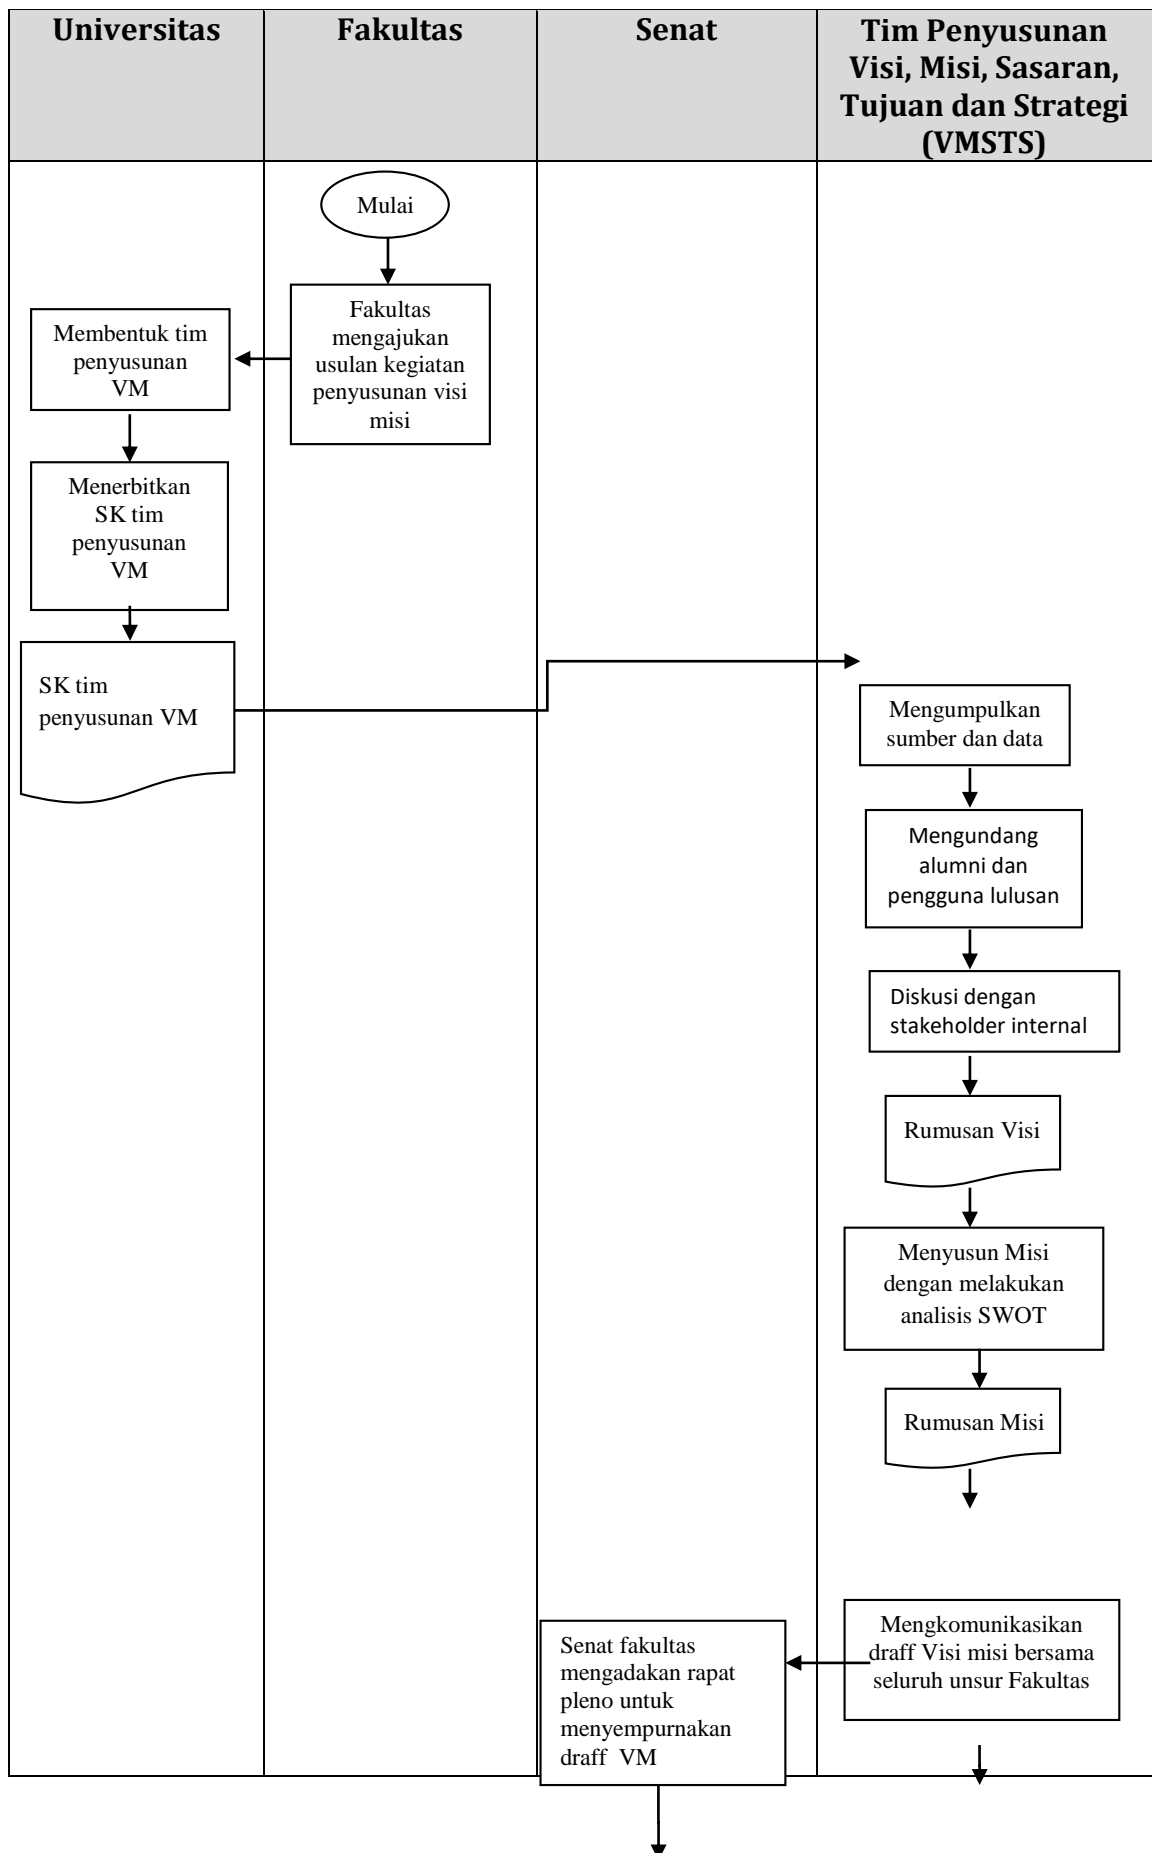 Universitas
Fakultas
Senat
Tim Penyusunan
Visi, Misi, Sasaran,
Tujuan dan Strategi
(VMSTS)
Mulai
Fakultas
mengajukan
usulan kegiatan
penyusunan visi
misi
Membentuk tim
penyusunan
VM
Menerbitkan
SK tim
penyusunan
VM
SK tim
penyusunan VM
Mengumpulkan
sumber dan data
Mengundang
alumni dan
pengguna lulusan
Diskusi dengan
stakeholder internal
Rumusan Visi
Menyusun Misi
dengan melakukan
analisis SWOT
Rumusan Misi
Mengkomunikasikan
draff Visi misi bersama
seluruh unsur Fakultas
Senat fakultas
mengadakan rapat
pleno untuk
menyempurnakan
draff VM